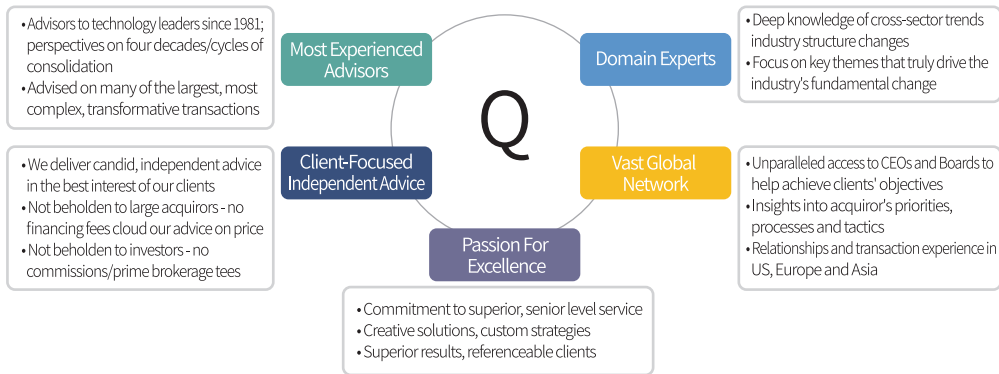 • Advisors to technology leaders since 1981;
perspectives on four decades/cycles of
consolidation
• Advised on many of the largest, most
complex, transformative transactions
Most Experienced
Advisors
Q
Domain Experts
• Deep knowledge of cross-sector trends
industry structure changes
• Focus on key themes that truly drive the
industry's fundamental change
• We deliver candid, independent advice
in the best interest of our clients
• Not beholden to large acquirors - no
financing fees cloud our advice on price
• Not beholden to investors - no
commissions/prime brokerage tees
Client-Focused
Independent Advice
Vast Global
Network
• Unparalleled access to CEOs and Boards to
help achieve clients' objectives
• Insights into acquiror's priorities,
processes and tactics
• Relationships and transaction experience in
US, Europe and Asia
Passion For
Excellence
• Commitment to superior, senior level service
• Creative solutions, custom strategies
• Superior results, referenceable clients